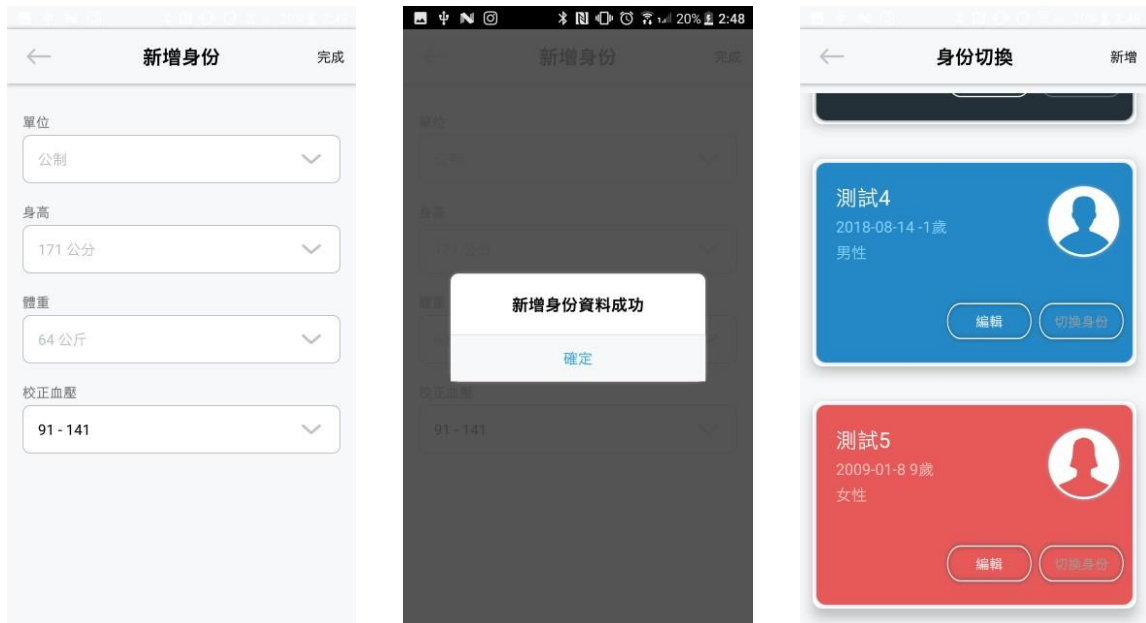 新增身份
完成
單位
公制
身高
171 公分
體重
64 公斤
校正血壓
91 - 141
20% 2:48
新增身份
完成
單位
公制
身高
171 公分
體重
新增身份資料成功
確定
校正血壓
91 - 141
身份切換
新增
測試4
2018-08-14 -1歲
男性
編輯
切換身份
測試5
2009-01-8 9歲
女性
編輯
切換身份